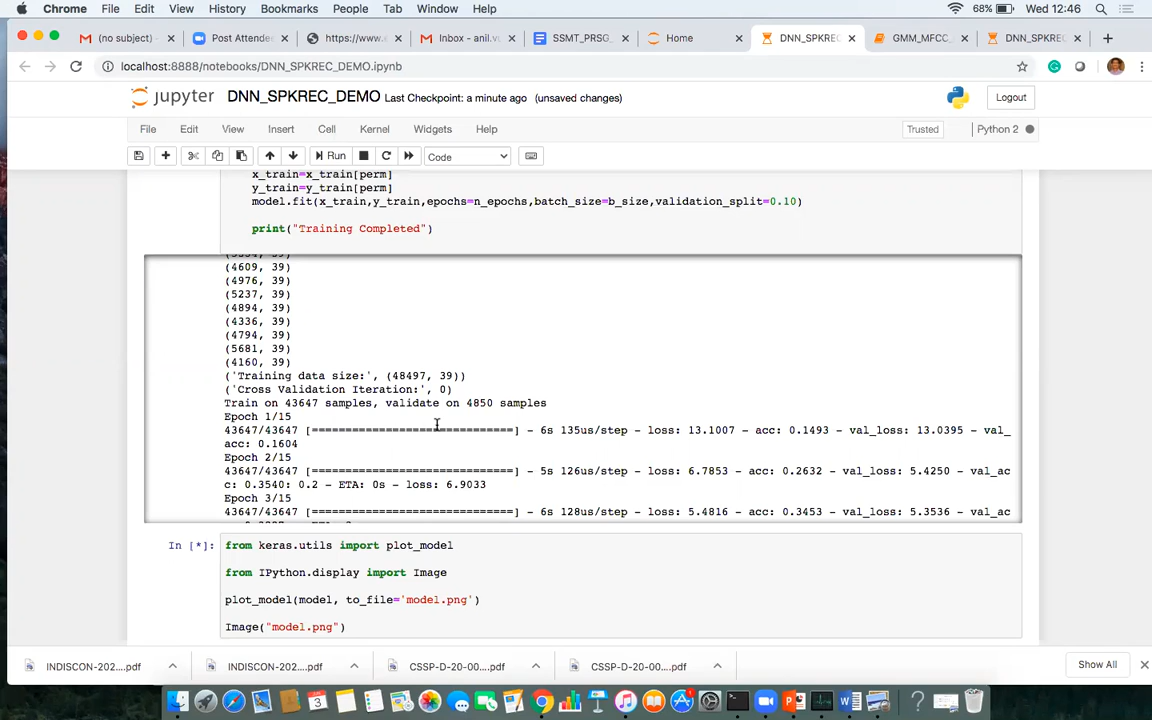 Chrome File Edit View History Bookmarks People Tab Window Help 68% Wed 12:46
(no subject) - × Post Attende × https://www.e × Inbox - anil.vu × SSMT_PRSG_ × Home × DNN_SPKREC × GMM_MFCC_ × DNN_SPREC ×
localhost:8888/notebooks/DNN_SPKREC_DEMO.ipynb
jupyter DNN_SPKREC_DEMO Last Checkpoint: a minute ago (unsaved changes) Logout
File Edit View Insert Cell Kernel Widgets Help Trusted Python 2
Run Code
x_train=x_train[perm]
y_train=y_train[perm]
model.fit(x_train,y_train,epochs=n_epochs,batch_size=b_size,validation_split=0.10)
print("Training Completed")
(4609, 39)
(4976, 39)
(5237, 39)
(4894, 39)
(4336, 39)
(4794, 39)
(5681, 39)
(4160, 39)
('Training data size:', (48497, 39))
('Cross Validation Iteration:', 0)
Train on 43647 samples, validate on 4850 samples
Epoch 1/15
43647/43647 [==============================] - 6s 135us/step - loss: 13.1007 - acc: 0.1493 - val_loss: 13.0395 - val_
acc: 0.1604
Epoch 2/15
43647/43647 [==============================] - 5s 126us/step - loss: 6.7853 - acc: 0.2632 - val_loss: 5.4250 - val_ac
c: 0.3540: 0.2 - ETA: 0s - loss: 6.9033
Epoch 3/15
43647/43647 [==============================] - 6s 128us/step - loss: 5.4816 - acc: 0.3453 - val_loss: 5.3536 - val_ac
In [*]: from keras.utils import plot_model
from IPython.display import Image
plot_model(model, to_file='model.png')
Image("model.png")
INDISCON-202....pdf INDISCON-202....pdf CSSP-D-20-00....pdf CSSP-D-20-00....pdf Show All